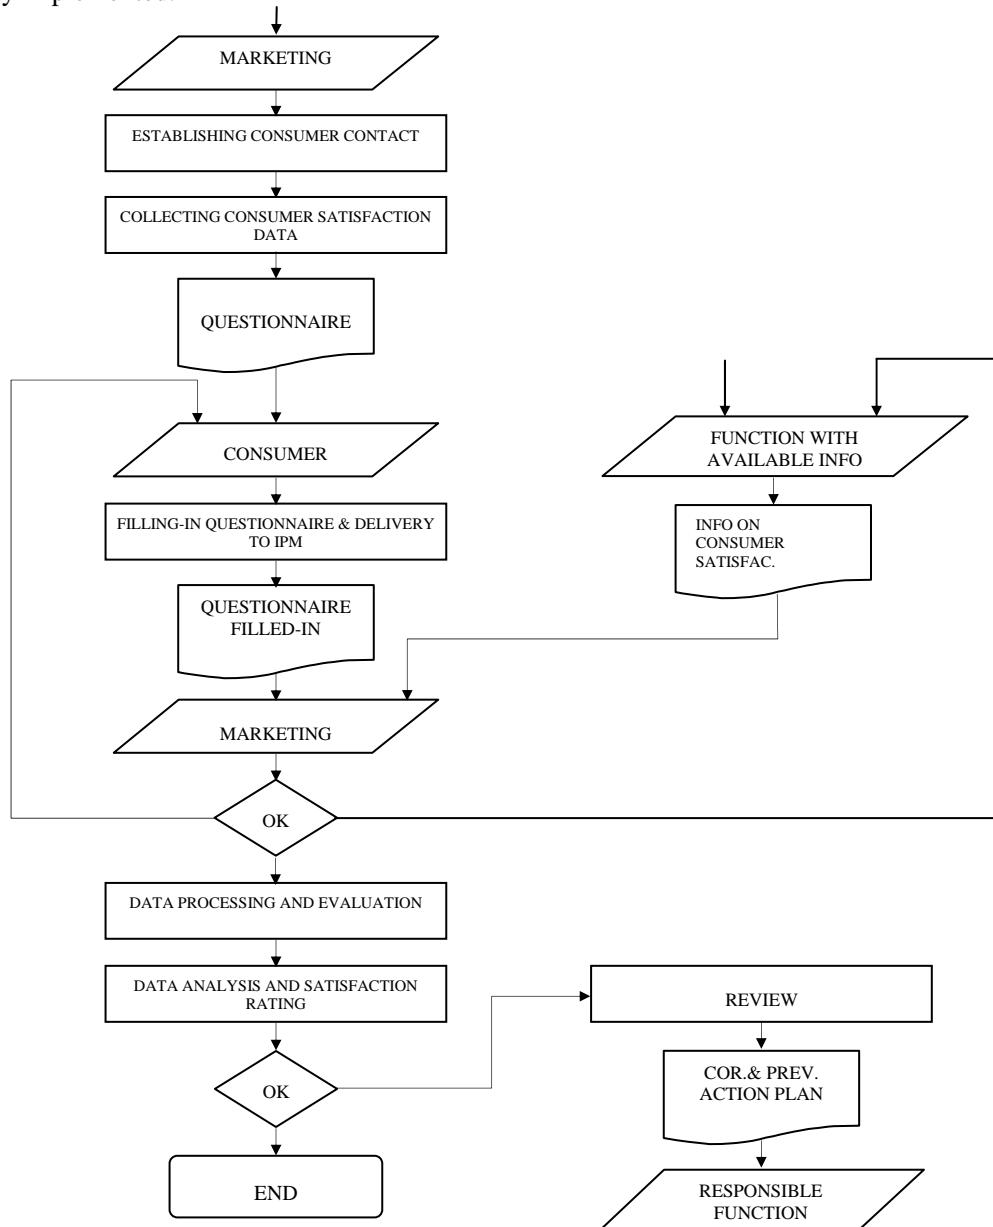 MARKETING
ESTABLISHING CONSUMER CONTACT
COLLECTING CONSUMER SATISFACTION
DATA
QUESTIONNAIRE
CONSUMER
FILLING-IN QUESTIONNAIRE & DELIVERY
TO IPM
QUESTIONNAIRE
FILLED-IN
FUNCTION WITH
AVAILABLE INFO
INFO ON
CONSUMER
SATISFAC.
MARKETING
OK
DATA PROCESSING AND EVALUATION
DATA ANALYSIS AND SATISFACTION
RATING
OK
END
REVIEW
COR.& PREV.
ACTION PLAN
RESPONSIBLE
FUNCTION